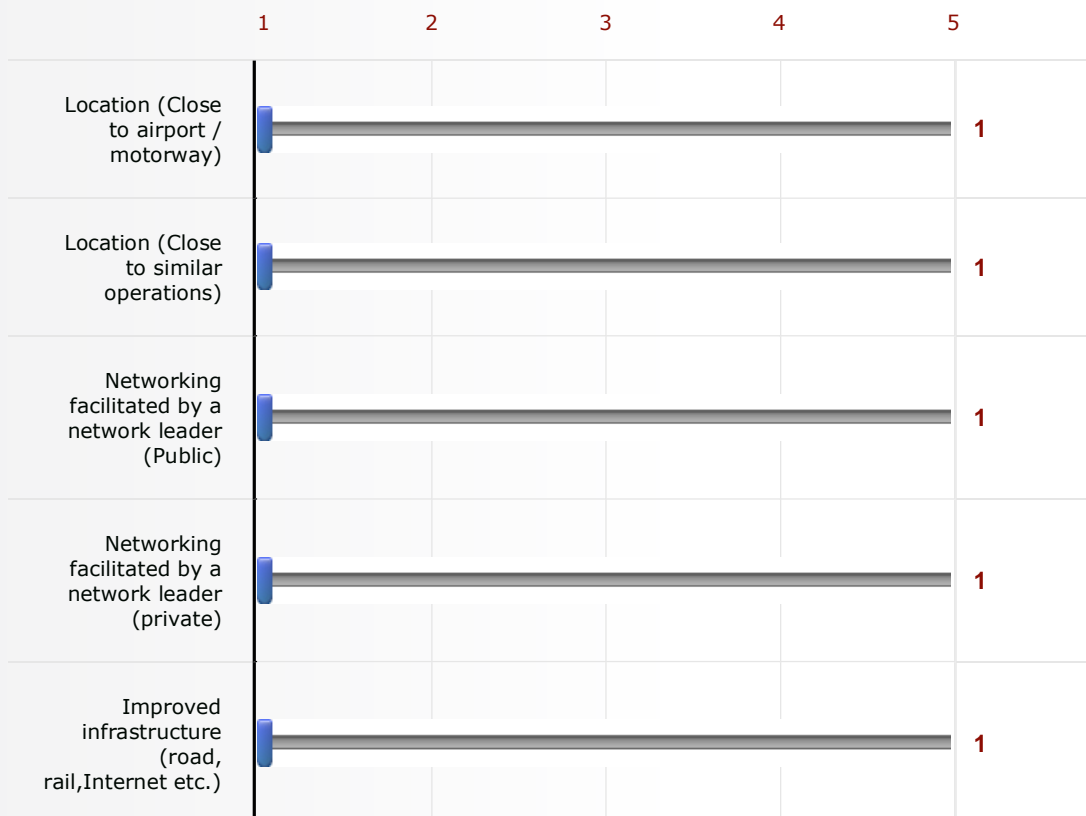 1 2 3 4 5
Location (Close
to airport /
motorway)
1
Location (Close
to similar
operations)
1
Networking
facilitated by a
network leader
(Public)
1
Networking
facilitated by a
network leader
(private)
1
Improved
infrastructure
(road,
rail,Internet etc.)
1